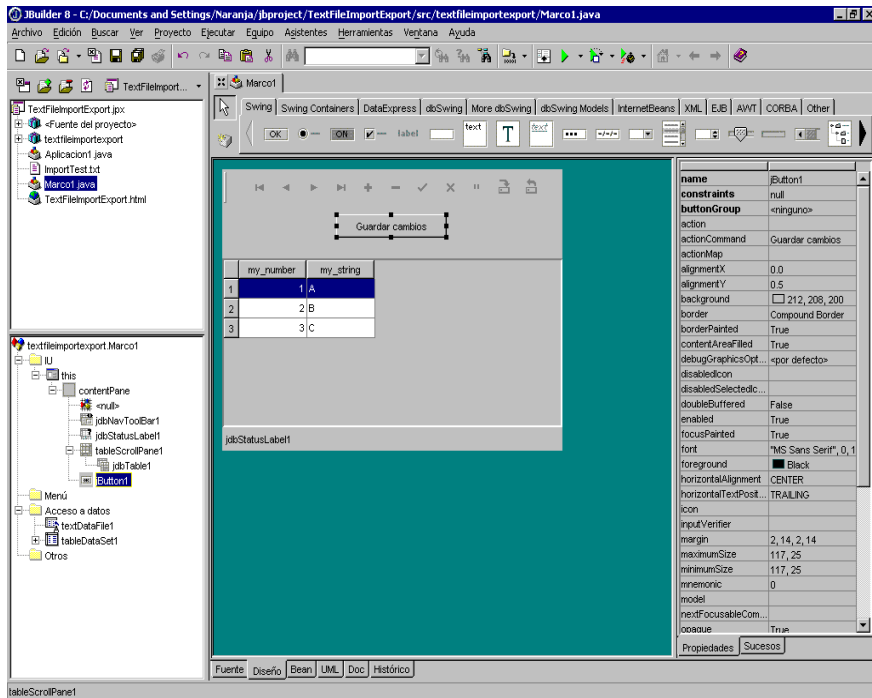 JBuilder 8 - C:/Documents and Settings/Naranja/jbproject/TextFileImportExport/src/textfileimportexport/Marco1.java
Archivo Edición Buscar Ver Proyecto Ejecutar Equipo Asistentes Herramientas Ventana Ayuda
TextFileImport...
Marco1
TextFileImportExport.jpx
<Fuente del proyecto>
textfileimportexport
Aplicacion1.java
ImportTest.txt
Marco1.java
TextFileImportExport.html
Swing Swing Containers DataExpress dbSwing More dbSwing dbSwing Models InternetBeans XML EJB AWT CORBA Other
OK ON label text T text
Guardar cambios
my_number my_string
1 1 A
2 2 B
3 3 C
jdbStatusLabel1
textfileimportexport.Marco1
IU
this
contentPane
<null>
jdbNavToolBar1
jdbStatusLabel1
tableScrollPane1
jdbTable1
jButton1
Menú
Acceso a datos
textDataFile1
tableDataSet1
Otros
name jButton1
constraints null
buttonGroup <ninguno>
action
actionCommand Guardar cambios
actionMap
alignmentX 0.0
alignmentY 0.5
background 212, 208, 200
border Compound Border
borderPainted True
contentAreaFilled True
debugGraphicsOpt... <por defecto>
disabledIcon
disabledSelectedIc...
doubleBuffered False
enabled True
focusPainted True
font "MS Sans Serif", 0, 1
foreground Black
horizontalAlignment CENTER
horizontalTextPosit... TRAILING
icon
inputVerifier
margin 2, 14, 2, 14
maximumSize 117, 25
minimumSize 117, 25
mnemonic 0
model
nextFocusableCom...
opaque True
Propiedades Sucesos
Fuente Diseño Bean UML Doc Histórico
tableScrollPane1